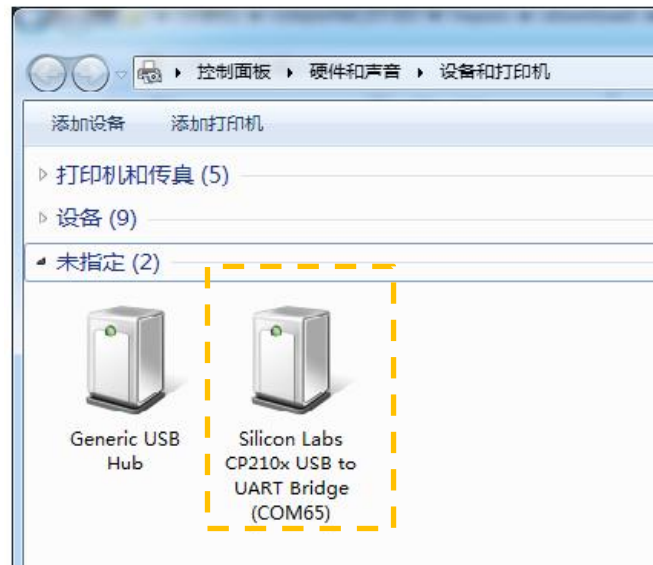 控制面板 ▸ 硬件和声音 ▸ 设备和打印机
添加设备 添加打印机
打印机和传真 (5)
设备 (9)
未指定 (2)
Generic USB
Hub
Silicon Labs
CP210x USB to
UART Bridge
(COM65)